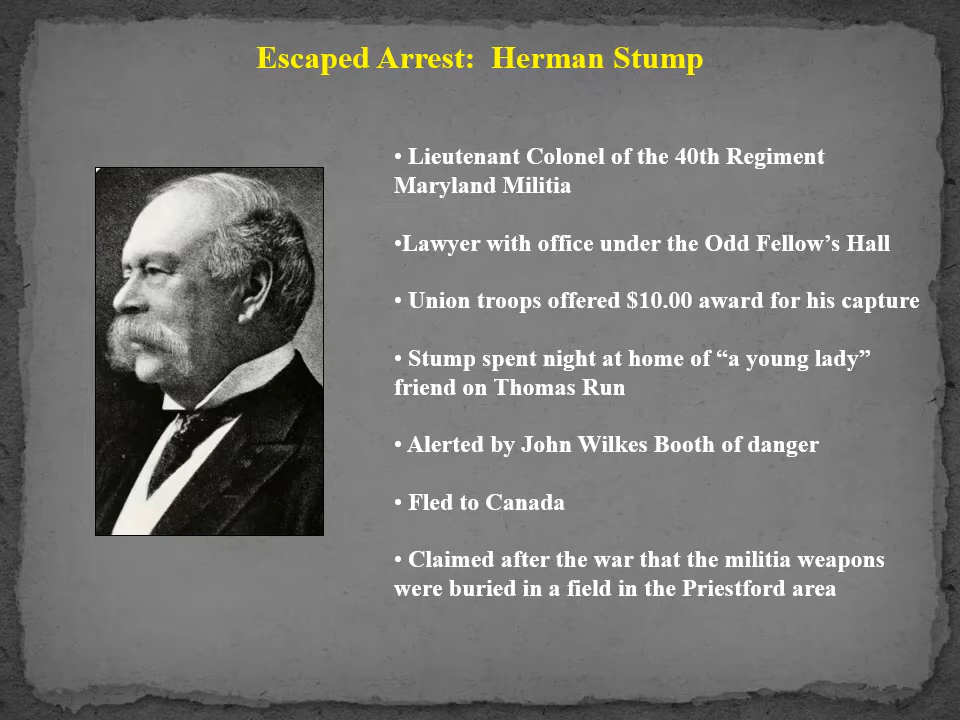 Escaped Arrest:  Herman Stump
• Lieutenant Colonel of the 40th Regiment
Maryland Militia
•Lawyer with office under the Odd Fellow’s Hall
• Union troops offered $10.00 award for his capture
• Stump spent night at home of “a young lady”
friend on Thomas Run
• Alerted by John Wilkes Booth of danger
• Fled to Canada
• Claimed after the war that the militia weapons
were buried in a field in the Priestford area